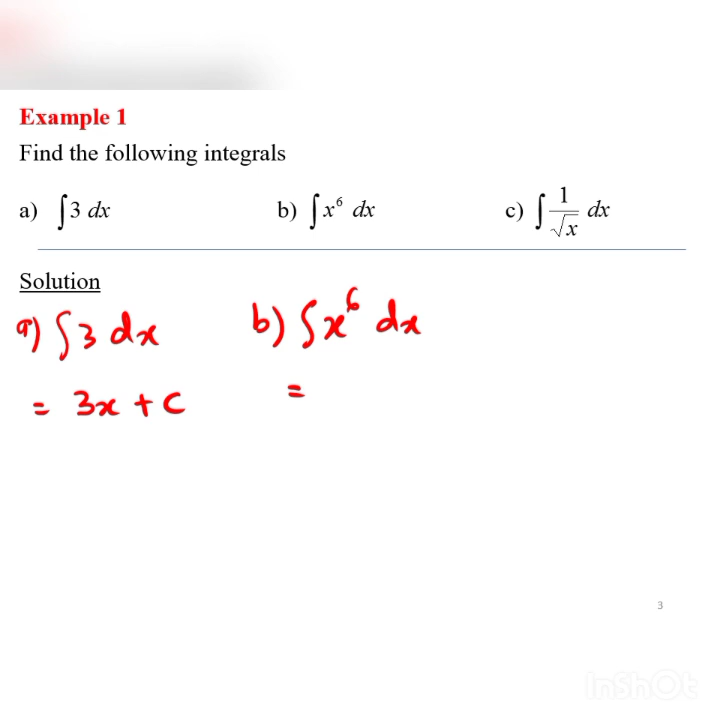 Example 1
Find the following integrals
a) ∫3 dx b) ∫x⁶ dx c) ∫1/√x dx
Solution
a) ∫3 dx b) ∫x⁶ dx
= 3x + c =
3
InShOt